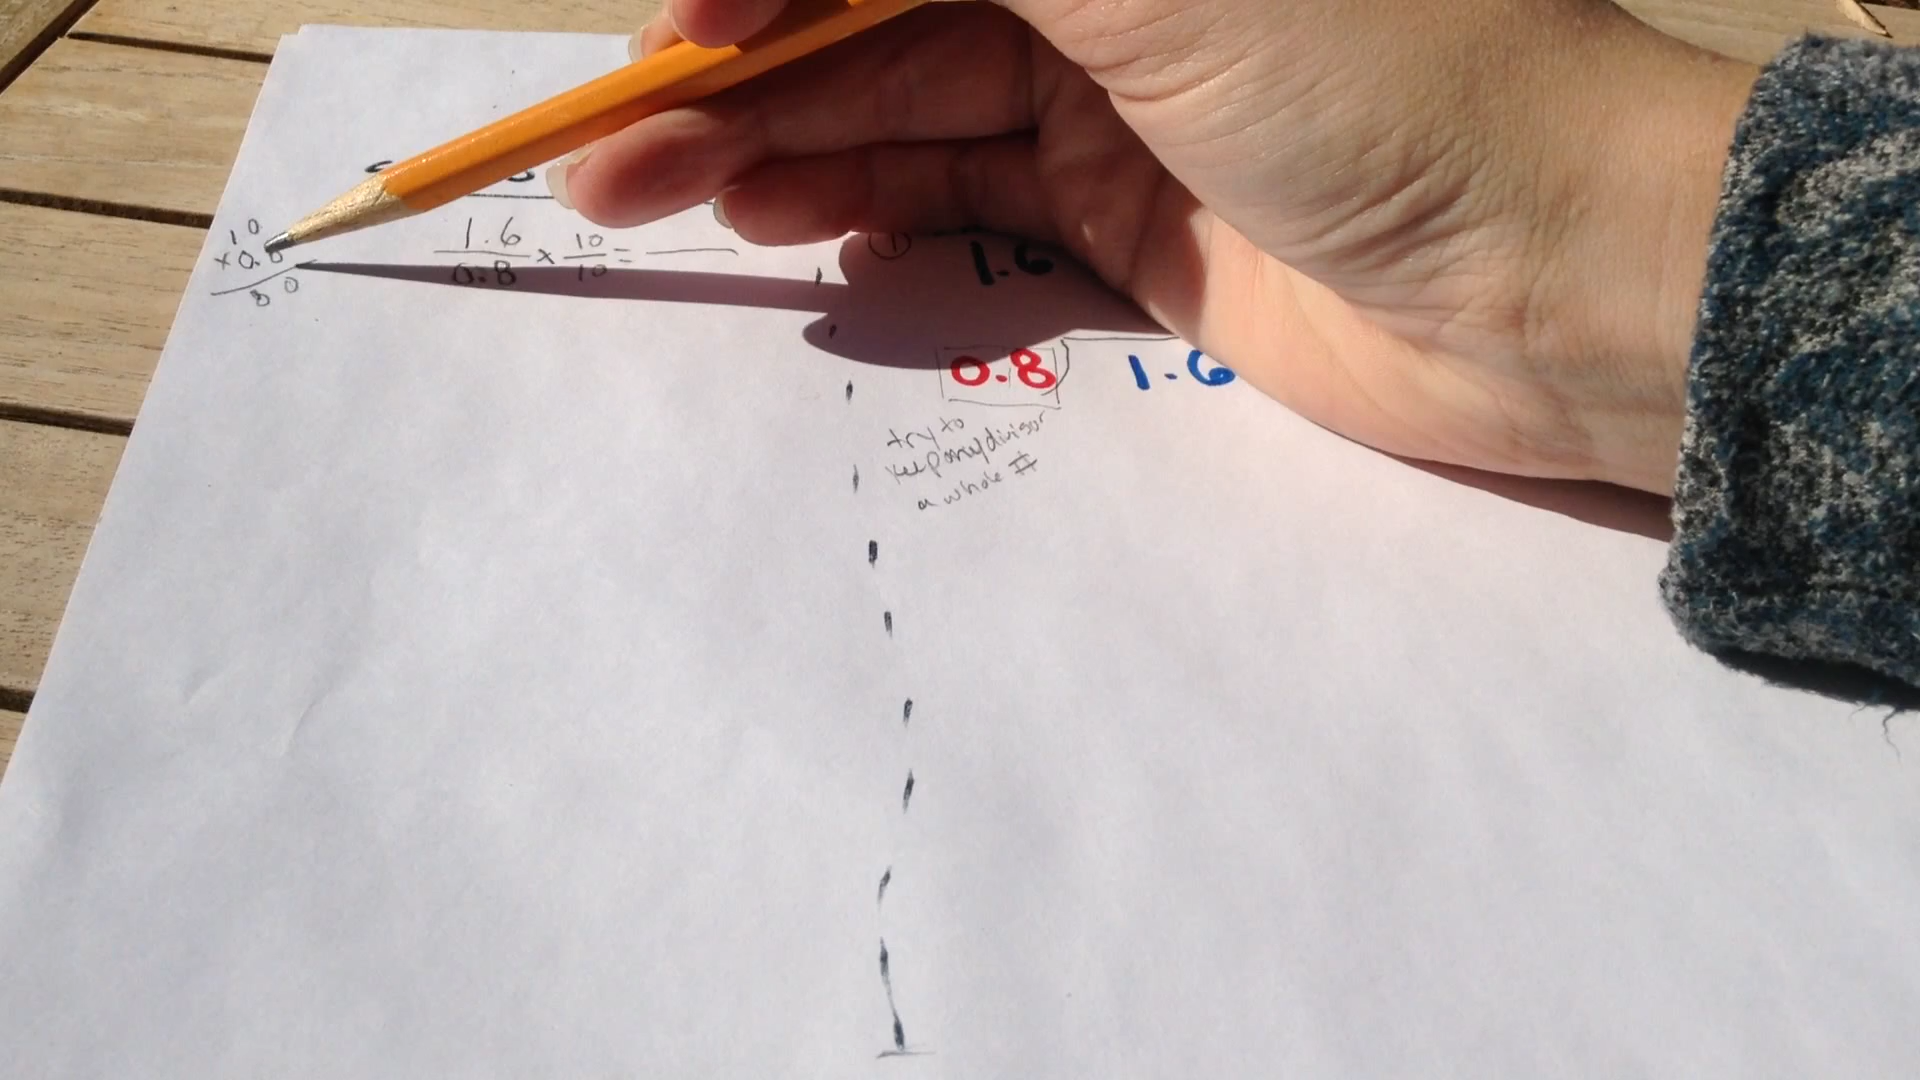 10
×0.8
80
1.6/0.8 × 10/10 =
①
1.6
0.8 1.6
try to
keep divisor
a whole #